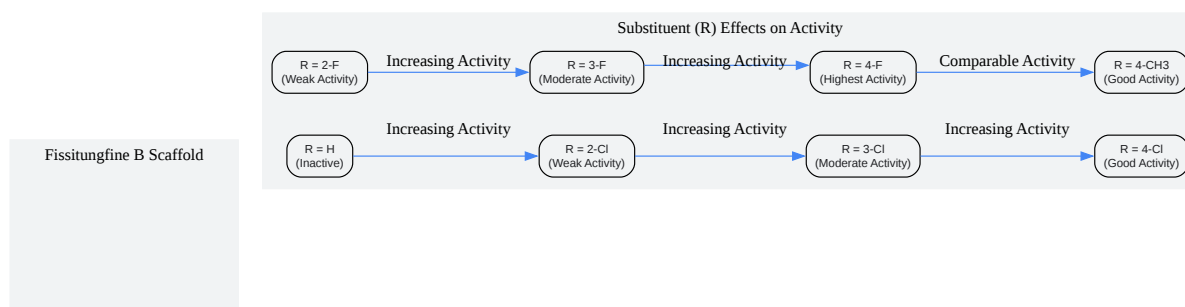 Substituent (R) Effects on Activity
R = 2-F
(Weak Activity)
Increasing Activity
R = 3-F
(Moderate Activity)
Increasing Activity
R = 4-F
(Highest Activity)
Comparable Activity
R = 4-CH3
(Good Activity)
R = H
(Inactive)
Increasing Activity
R = 2-Cl
(Weak Activity)
Increasing Activity
R = 3-Cl
(Moderate Activity)
Increasing Activity
R = 4-Cl
(Good Activity)
Fissitungfine B Scaffold